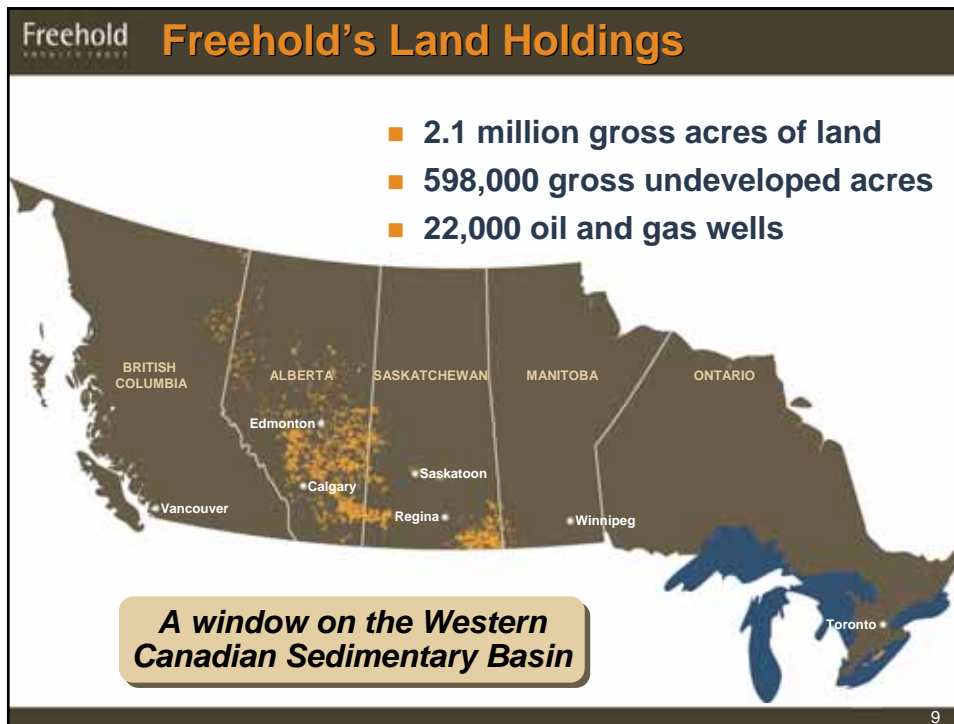 Freehold
ROYALTY TRUST
Freehold's Land Holdings
■ 2.1 million gross acres of land
■ 598,000 gross undeveloped acres
■ 22,000 oil and gas wells
BRITISH
COLUMBIA
ALBERTA
SASKATCHEWAN
MANITOBA
ONTARIO
Edmonton
Saskatoon
Calgary
Vancouver
Regina
Winnipeg
Toronto
A window on the Western
Canadian Sedimentary Basin
9